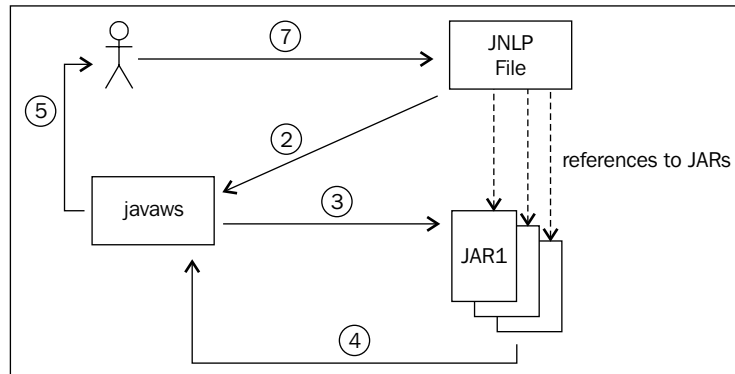 7
JNLP
File
5
2
references to JARs
javaws
3
JAR1
4